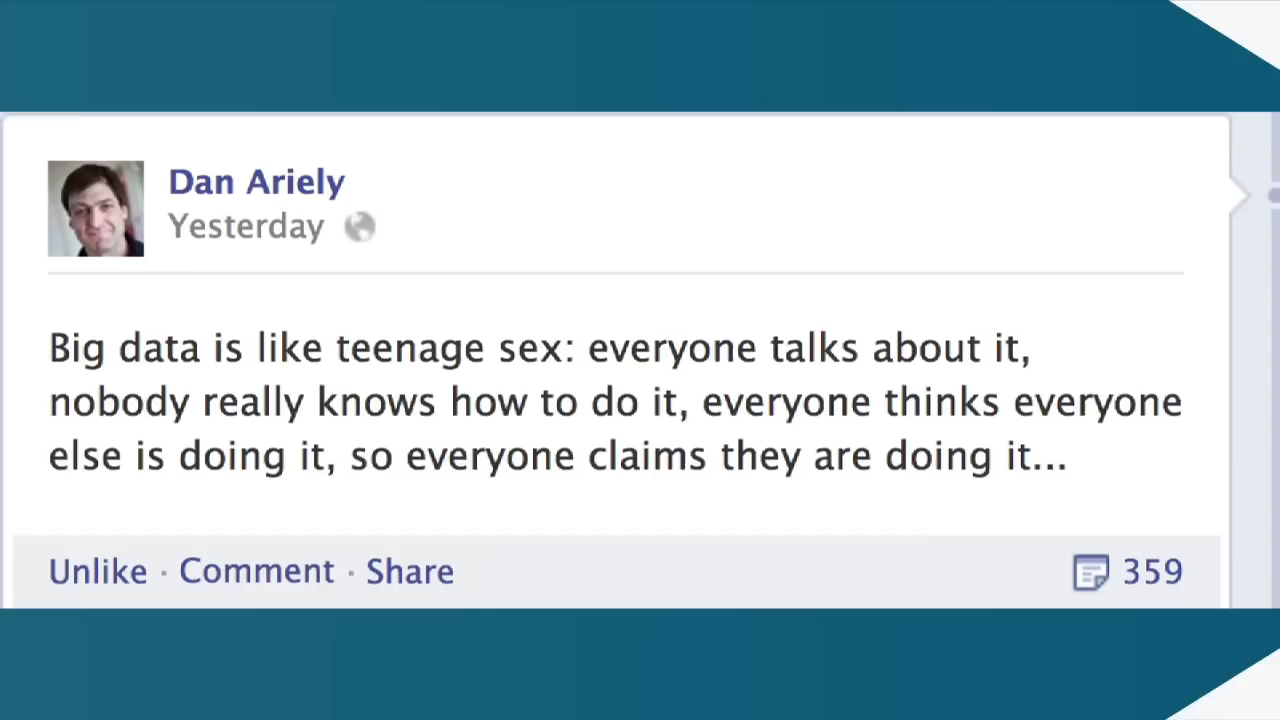 Dan Ariely
Yesterday
Big data is like teenage sex: everyone talks about it,
nobody really knows how to do it, everyone thinks everyone
else is doing it, so everyone claims they are doing it...
Unlike · Comment · Share 359